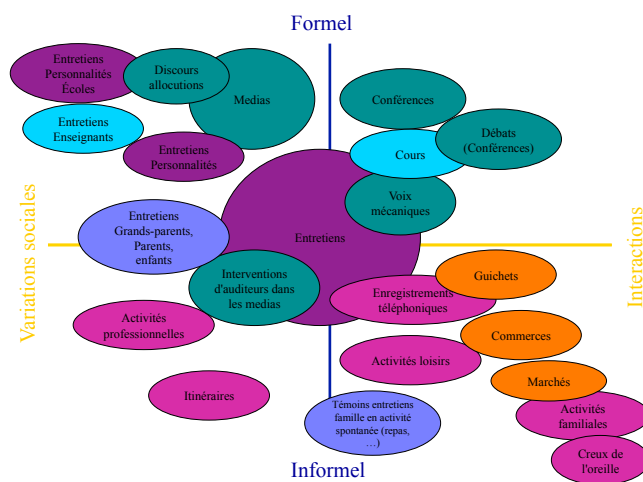 Formel
Entretiens
Personnalités
Écoles
Discours
allocutions
Medias
Conférences
Entretiens
Enseignants
Débats
(Conférences)
Cours
Entretiens
Personnalités
Voix
mécaniques
Entretiens
Grands-parents,
Parents,
enfants
Entretiens
Variations sociales
Interactions
Interventions
d'auditeurs dans
les medias
Guichets
Enregistrements
téléphoniques
Activités
professionnelles
Commerces
Activités loisirs
Marchés
Itinéraires
Témoins entretiens
famille en activité
spontanée (repas,
…)
Activités
familiales
Creux de
l'oreille
Informel